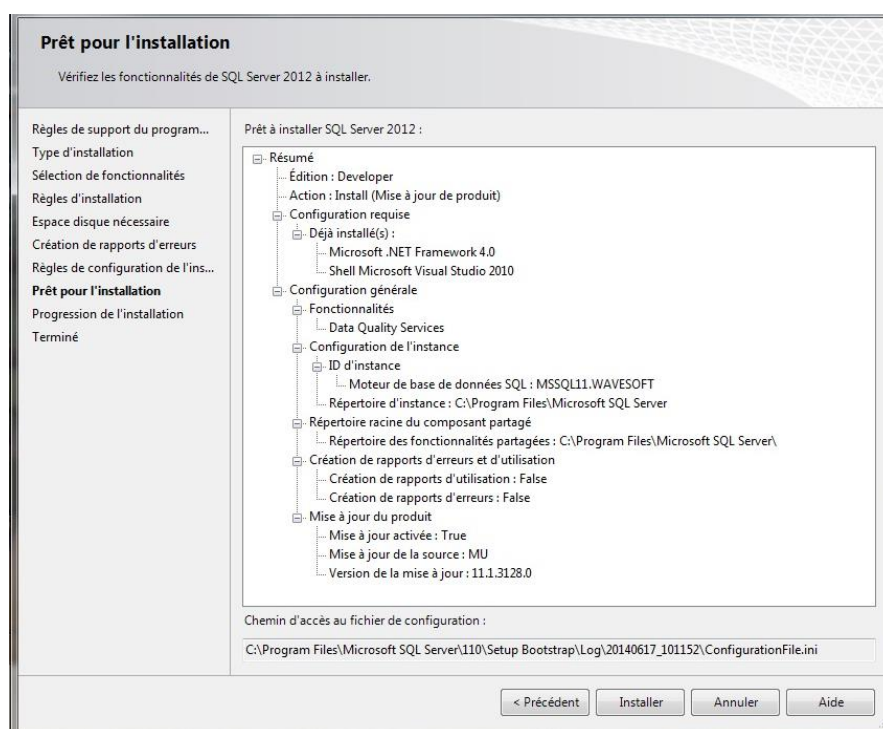 Prêt pour l'installation
Vérifiez les fonctionnalités de SQL Server 2012 à installer.
Règles de support du program...
Type d'installation
Sélection de fonctionnalités
Règles d'installation
Espace disque nécessaire
Création de rapports d'erreurs
Règles de configuration de l'ins...
Prêt pour l'installation
Progression de l'installation
Terminé
Prêt à installer SQL Server 2012 :
Résumé
Édition : Developer
Action : Install (Mise à jour de produit)
Configuration requise
Déjà installé(s) :
Microsoft .NET Framework 4.0
Shell Microsoft Visual Studio 2010
Configuration générale
Fonctionnalités
Data Quality Services
Configuration de l'instance
ID d'instance
Moteur de base de données SQL : MSSQL11.WAVESOFT
Répertoire d'instance : C:\Program Files\Microsoft SQL Server
Répertoire racine du composant partagé
Répertoire des fonctionnalités partagées : C:\Program Files\Microsoft SQL Server\
Création de rapports d'erreurs et d'utilisation
Création de rapports d'utilisation : False
Création de rapports d'erreurs : False
Mise à jour du produit
Mise à jour activée : True
Mise à jour de la source : MU
Version de la mise à jour : 11.1.3128.0
Chemin d'accès au fichier de configuration :
C:\Program Files\Microsoft SQL Server\110\Setup Bootstrap\Log\20140617_101152\ConfigurationFile.ini
< Précédent
Installer
Annuler
Aide